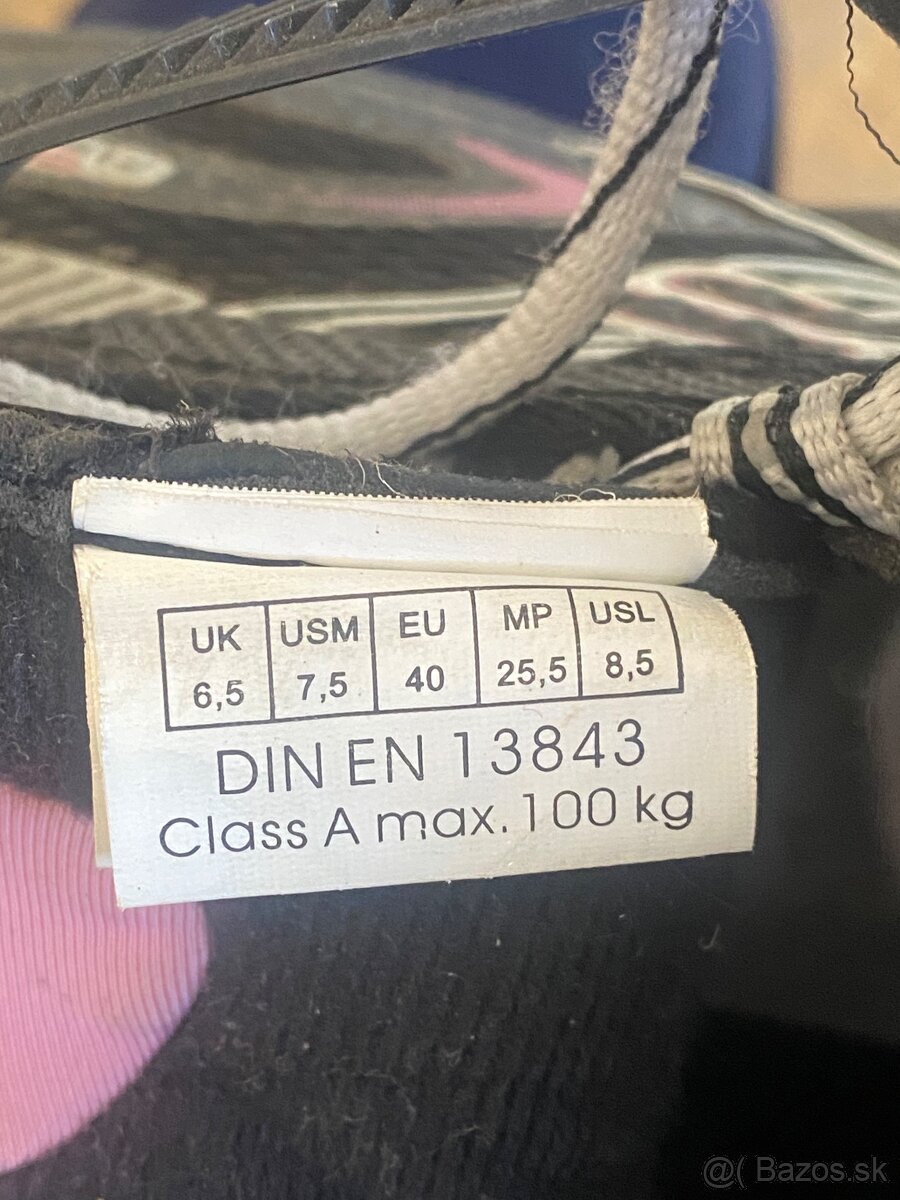 UK USM EU MP USL
6,5 7,5 40 25,5 8,5
DIN EN 13843
Class A max. 100 kg
@( Bazos.sk